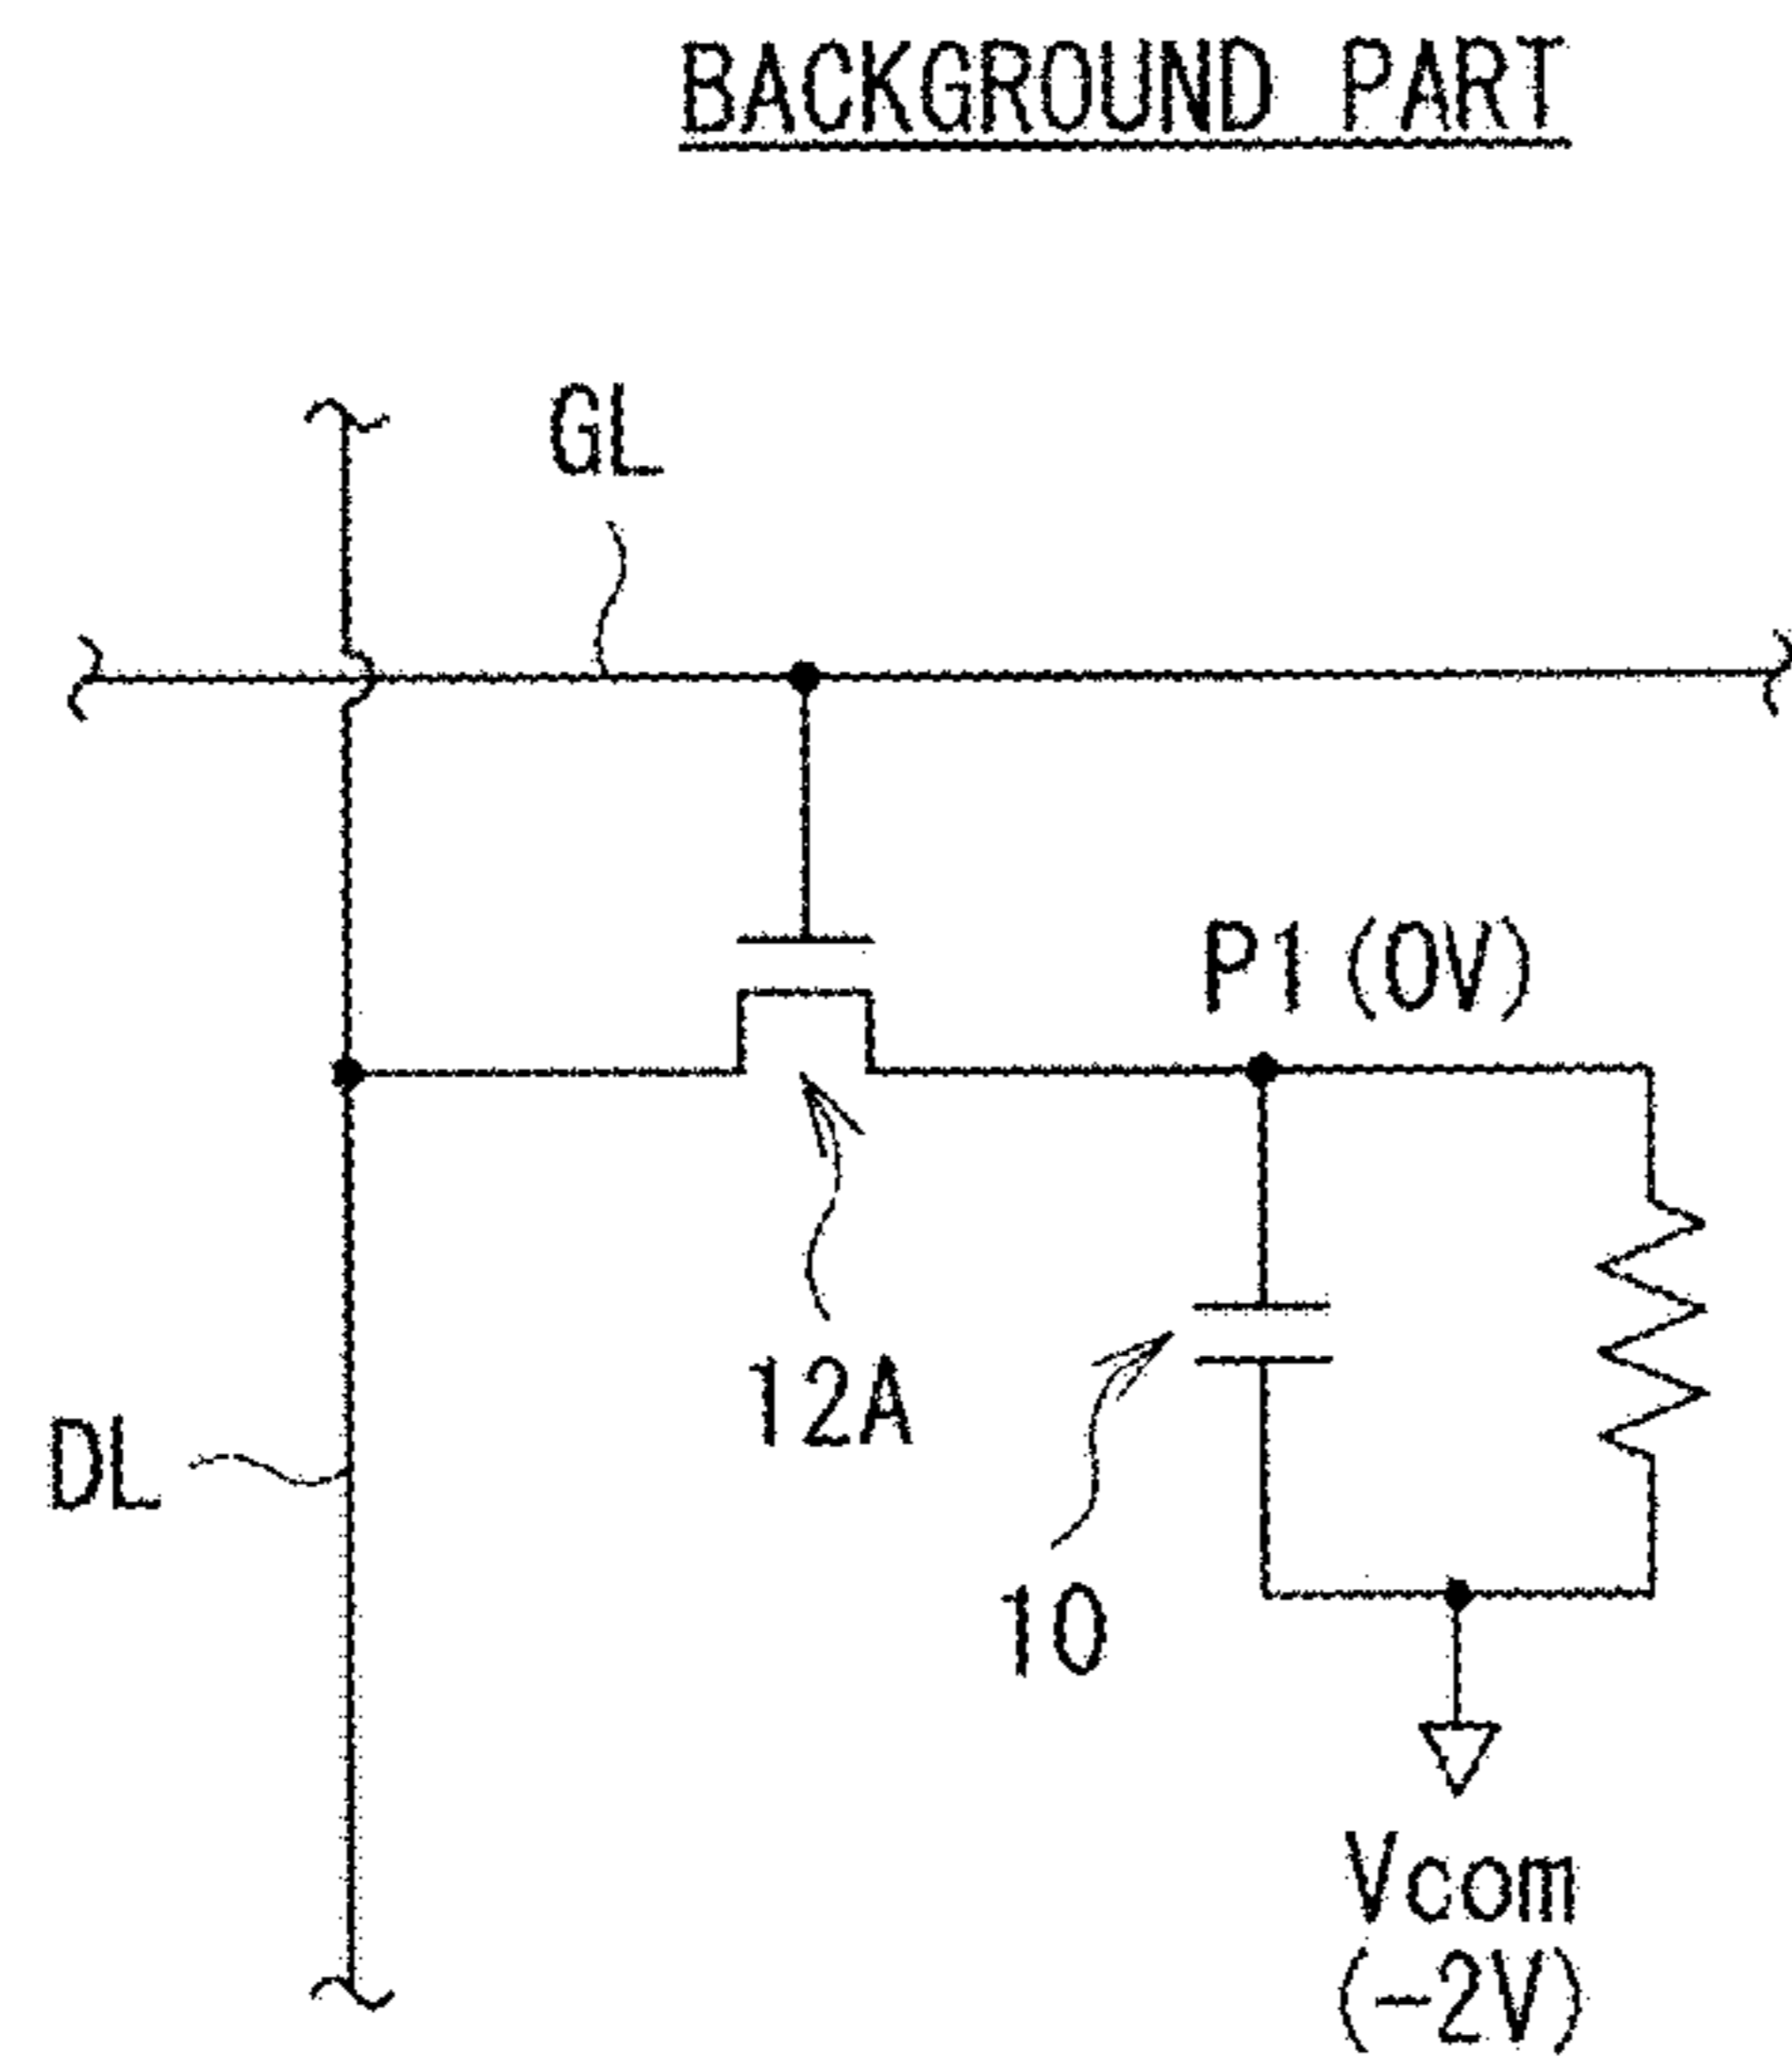 BACKGROUND PART
GL
P1(0V)
12A
DL
10
Vcom
(-2V)